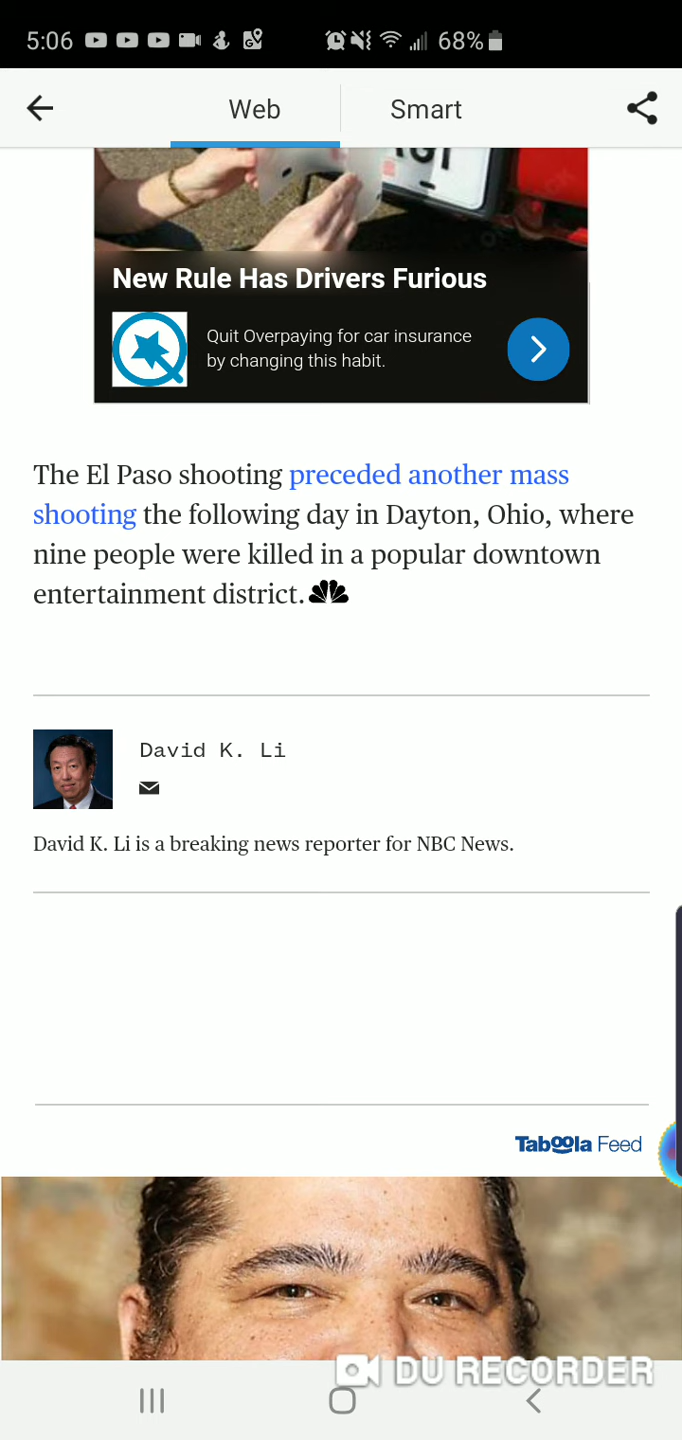 5:06 68%
Web Smart
New Rule Has Drivers Furious
Quit Overpaying for car insurance
by changing this habit.
The El Paso shooting preceded another mass
shooting the following day in Dayton, Ohio, where
nine people were killed in a popular downtown
entertainment district.
David K. Li
David K. Li is a breaking news reporter for NBC News.
Taboola Feed
DU RECORDER